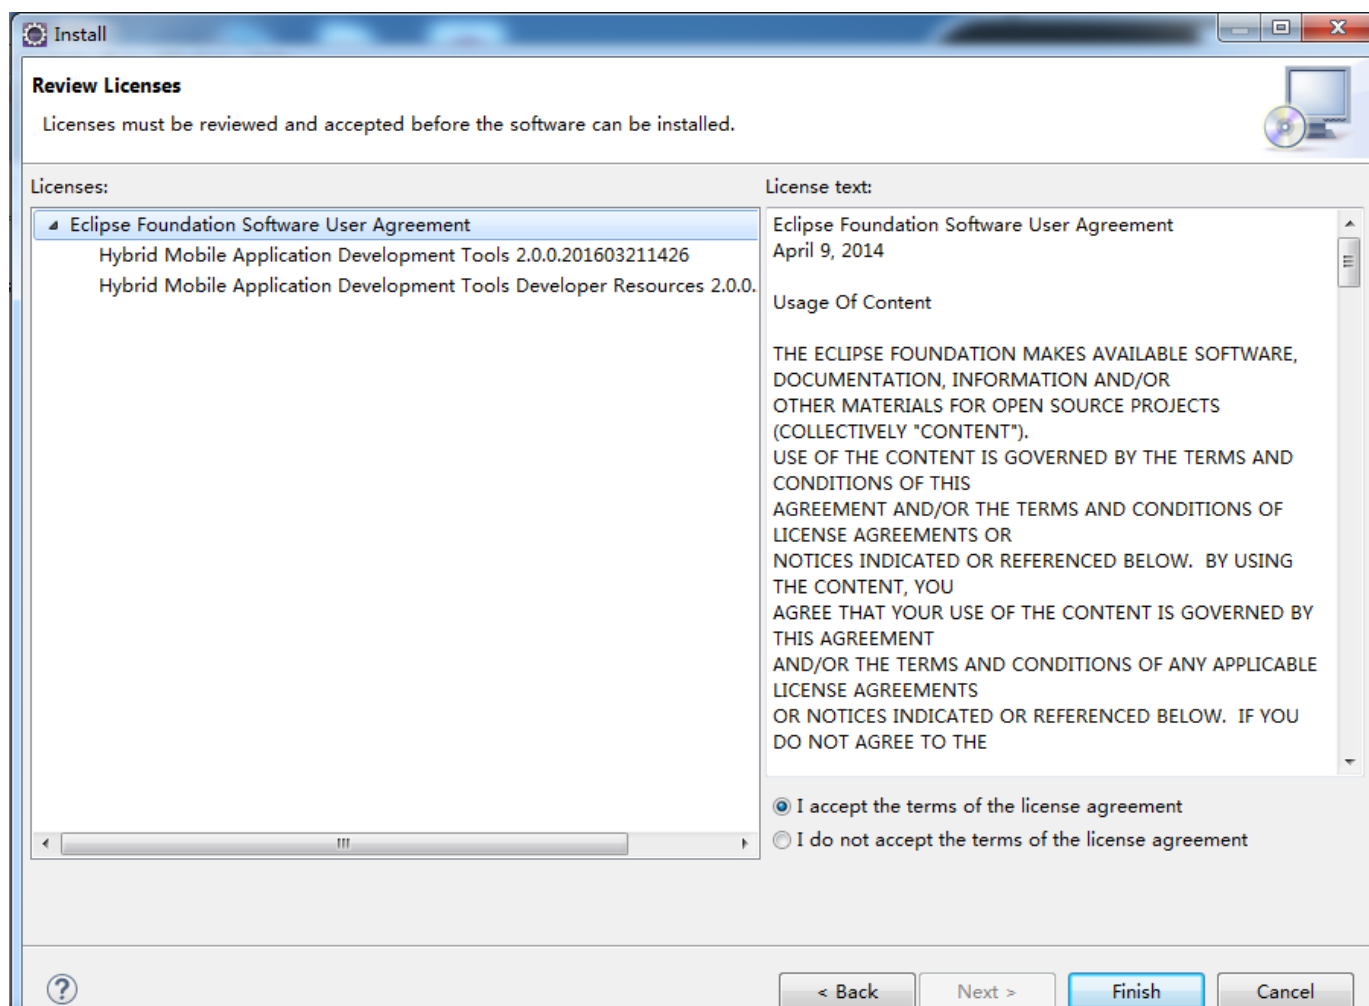 Install
Review Licenses
Licenses must be reviewed and accepted before the software can be installed.
Licenses:
Eclipse Foundation Software User Agreement
Hybrid Mobile Application Development Tools 2.0.0.201603211426
Hybrid Mobile Application Development Tools Developer Resources 2.0.0.
License text:
Eclipse Foundation Software User Agreement
April 9, 2014
Usage Of Content
THE ECLIPSE FOUNDATION MAKES AVAILABLE SOFTWARE,
DOCUMENTATION, INFORMATION AND/OR
OTHER MATERIALS FOR OPEN SOURCE PROJECTS
(COLLECTIVELY "CONTENT").
USE OF THE CONTENT IS GOVERNED BY THE TERMS AND
CONDITIONS OF THIS
AGREEMENT AND/OR THE TERMS AND CONDITIONS OF
LICENSE AGREEMENTS OR
NOTICES INDICATED OR REFERENCED BELOW.  BY USING
THE CONTENT, YOU
AGREE THAT YOUR USE OF THE CONTENT IS GOVERNED BY
THIS AGREEMENT
AND/OR THE TERMS AND CONDITIONS OF ANY APPLICABLE
LICENSE AGREEMENTS
OR NOTICES INDICATED OR REFERENCED BELOW.  IF YOU
DO NOT AGREE TO THE
I accept the terms of the license agreement
I do not accept the terms of the license agreement
< Back
Next >
Finish
Cancel